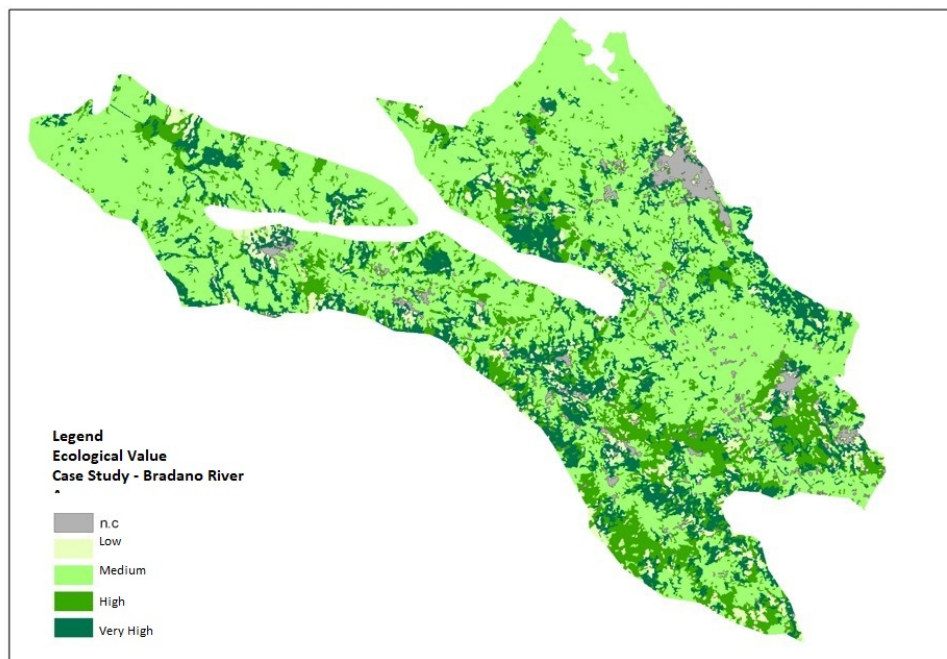 Legend
Ecological Value
Case Study - Bradano River
n.c
Low
Medium
High
Very High